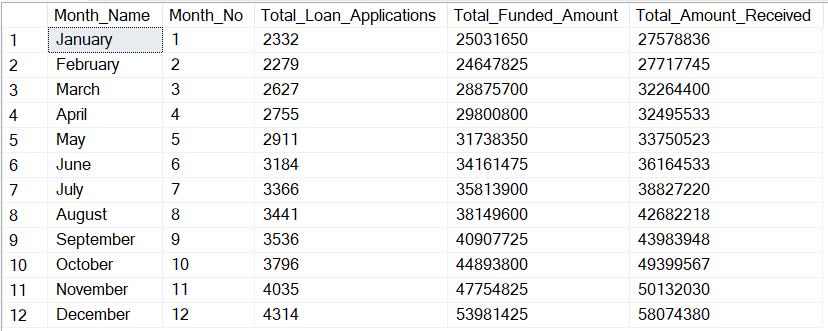 Month_Name Month_No Total_Loan_Applications Total_Funded_Amount Total_Amount_Received
1 January 1 2332 25031650 27578836
2 February 2 2279 24647825 27717745
3 March 3 2627 28875700 32264400
4 April 4 2755 29800800 32495533
5 May 5 2911 31738350 33750523
6 June 6 3184 34161475 36164533
7 July 7 3366 35813900 38827220
8 August 8 3441 38149600 42682218
9 September 9 3536 40907725 43983948
10 October 10 3796 44893800 49399567
11 November 11 4035 47754825 50132030
12 December 12 4314 53981425 58074380